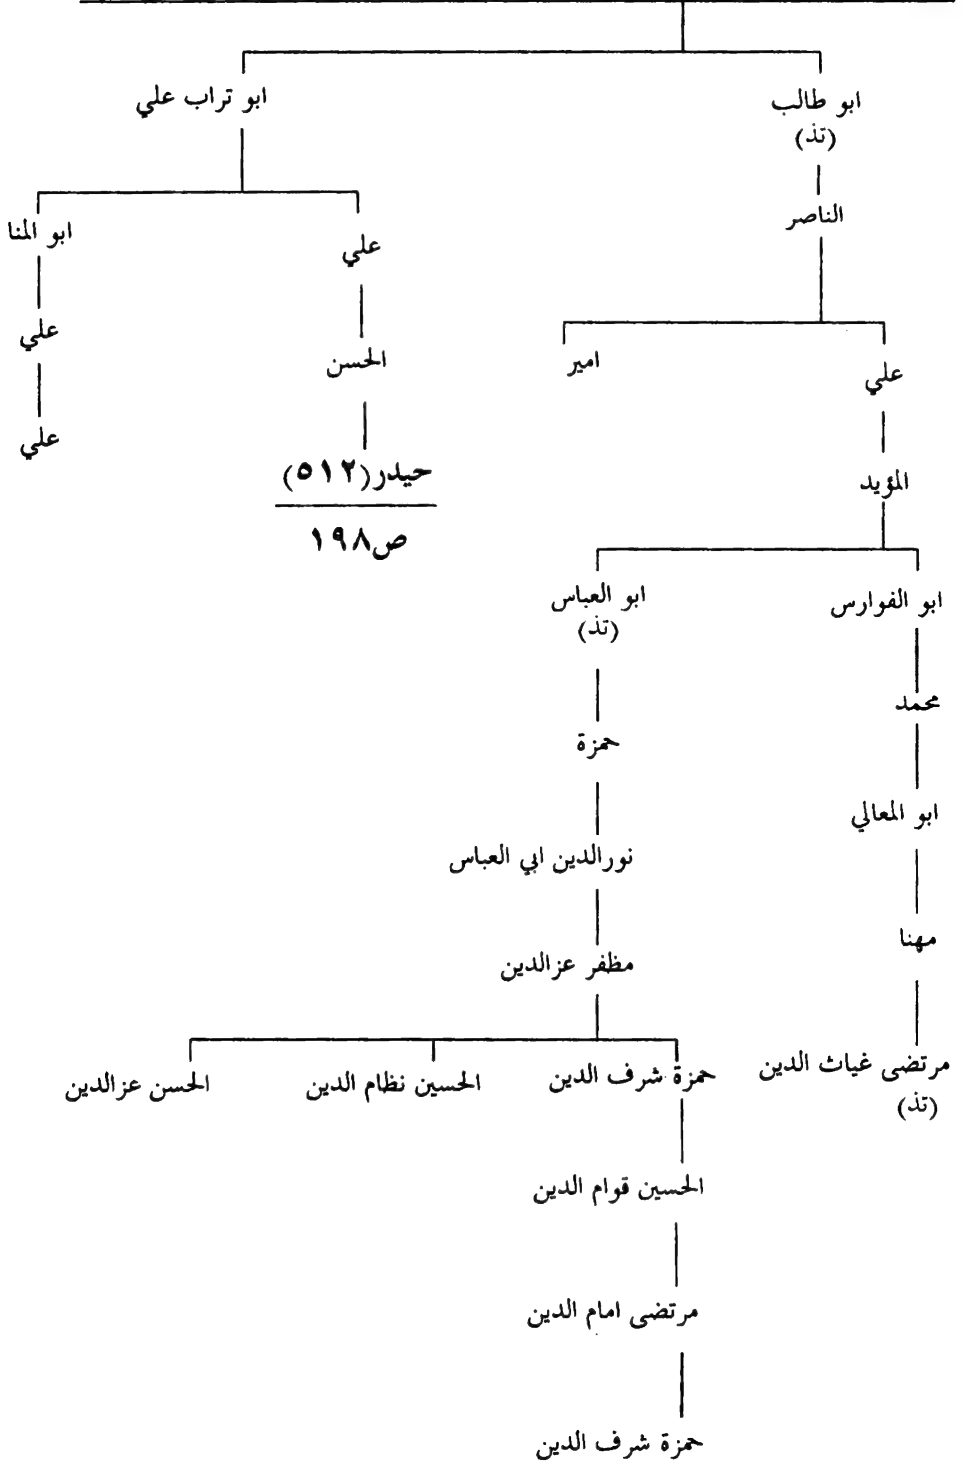 ابو طالب
(تذ)
ابو تراب علي
الناصر
علي
ابو المنا
علي
امير
علي
الحسن
علي
المؤيد
حيدر(٥١٢)
ص١٩٨
ابو الفوارس
ابو العباس
(تذ)
محمد
حمزة
ابو المعالي
نورالدين ابي العباس
مهنا
مظفر عزالدين
مرتضى غياث الدين
(تذ)
حمزة شرف الدين
الحسين نظام الدين
الحسن عزالدين
الحسين قوام الدين
مرتضى امام الدين
حمزة شرف الدين